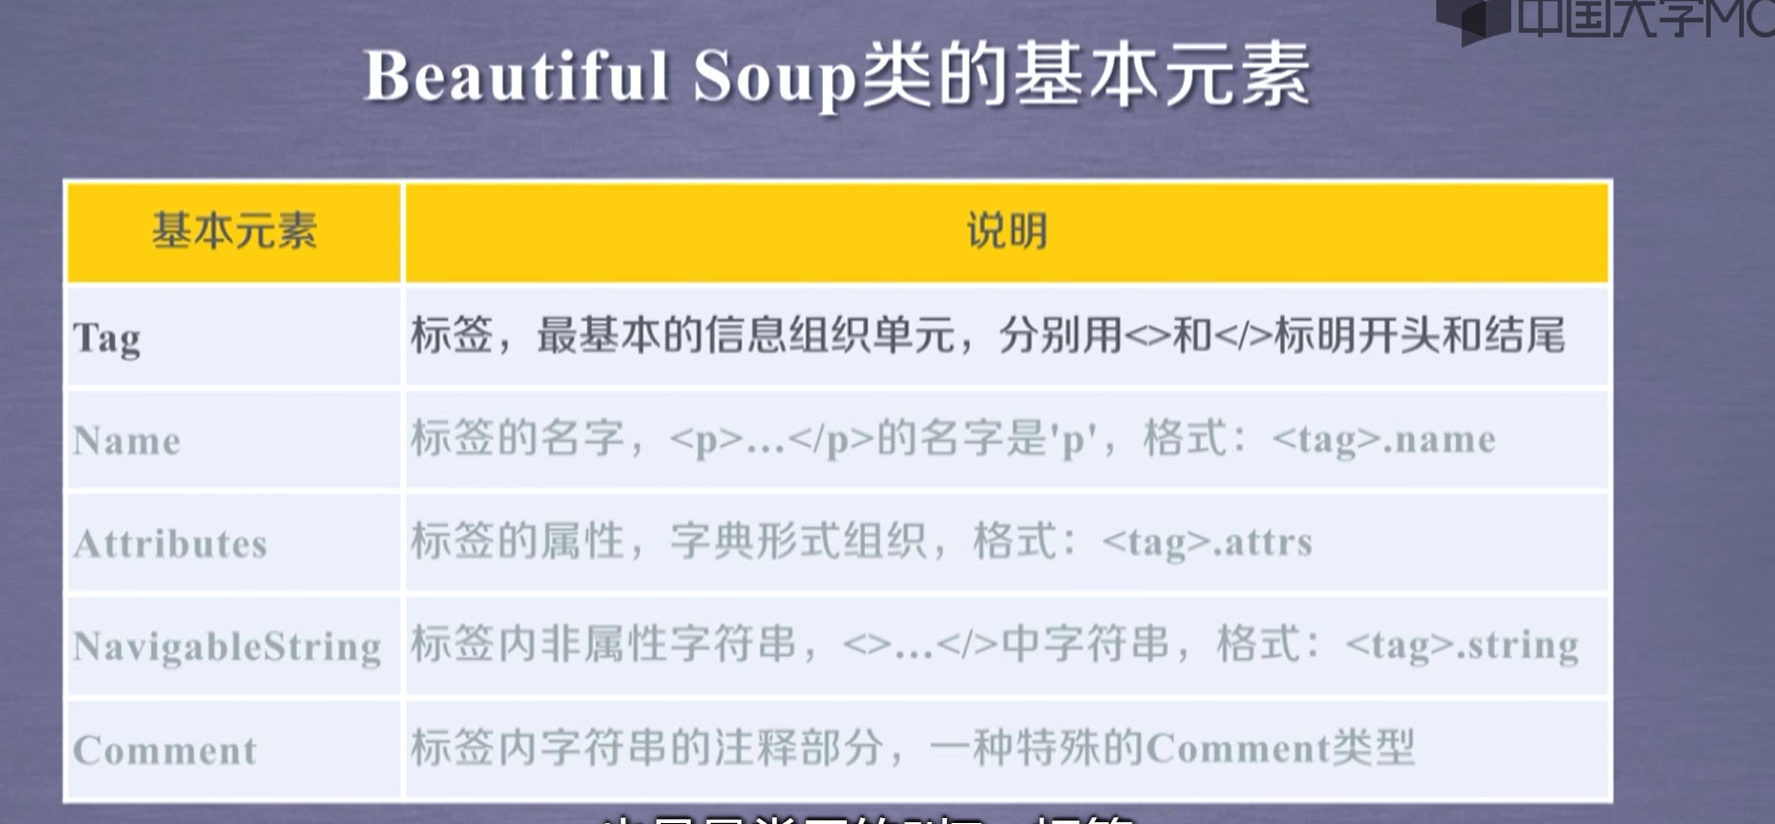 中国大学MO
Beautiful Soup类的基本元素
基本元素 说明
Tag 标签，最基本的信息组织单元，分别用<>和</>标明开头和结尾
Name 标签的名字，<p>…</p>的名字是'p'，格式：<tag>.name
Attributes 标签的属性，字典形式组织，格式：<tag>.attrs
NavigableString 标签内非属性字符串，<>…</>中字符串，格式：<tag>.string
Comment 标签内字符串的注释部分，一种特殊的Comment类型